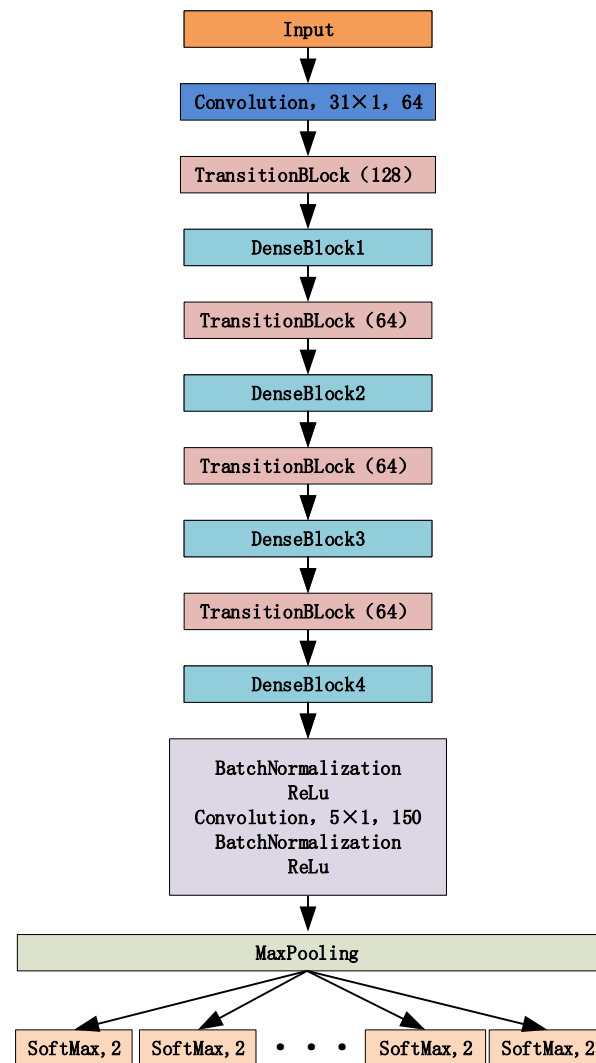 Input
Convolution, 31×1, 64
TransitionBLock（128）
DenseBlock1
TransitionBLock（64）
DenseBlock2
TransitionBLock（64）
DenseBlock3
TransitionBLock（64）
DenseBlock4
BatchNormalization
ReLu
Convolution, 5×1, 150
BatchNormalization
ReLu
MaxPooling
SoftMax,2 SoftMax,2 · · · · SoftMax,2 SoftMax,2